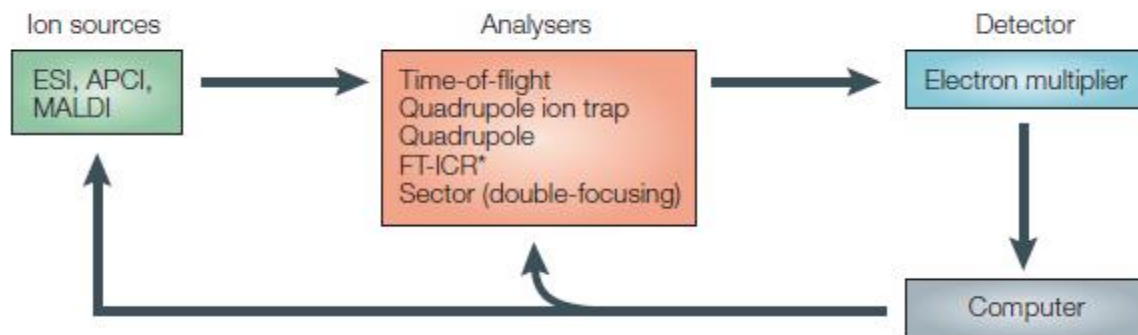 Ion sources
Analysers
Detector
ESI, APCI,
MALDI
Time-of-flight
Quadrupole ion trap
Quadrupole
FT-ICR*
Sector (double-focusing)
Electron multiplier
Computer